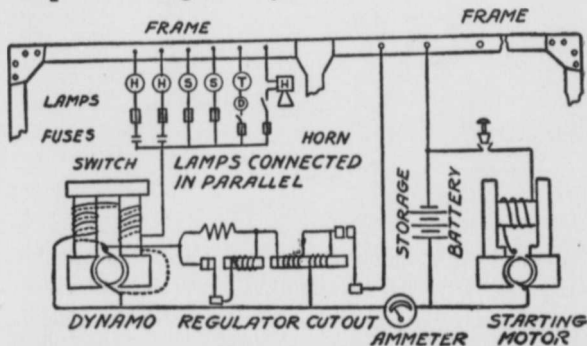 FRAME
FRAME
H H S S T H
D
LAMPS
FUSES
HORN
SWITCH
LAMPS CONNECTED
IN PARALLEL
STORAGE
BATTERY
DYNAMO
REGULATOR CUTOUT
AMMETER
STARTING
MOTOR